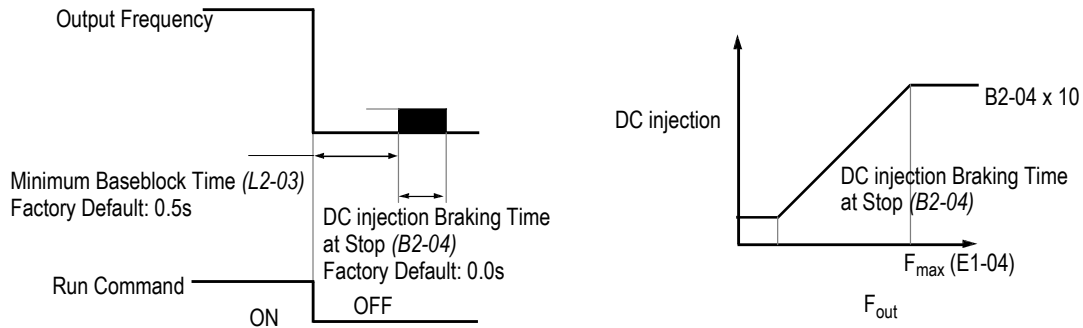 Output Frequency
Minimum Baseblock Time (L2-03)
Factory Default: 0.5s
DC injection Braking Time
at Stop (B2-04)
Factory Default: 0.0s
Run Command
ON
OFF
DC injection
B2-04 x 10
DC injection Braking Time
at Stop (B2-04)
Fmax (E1-04)
Fout